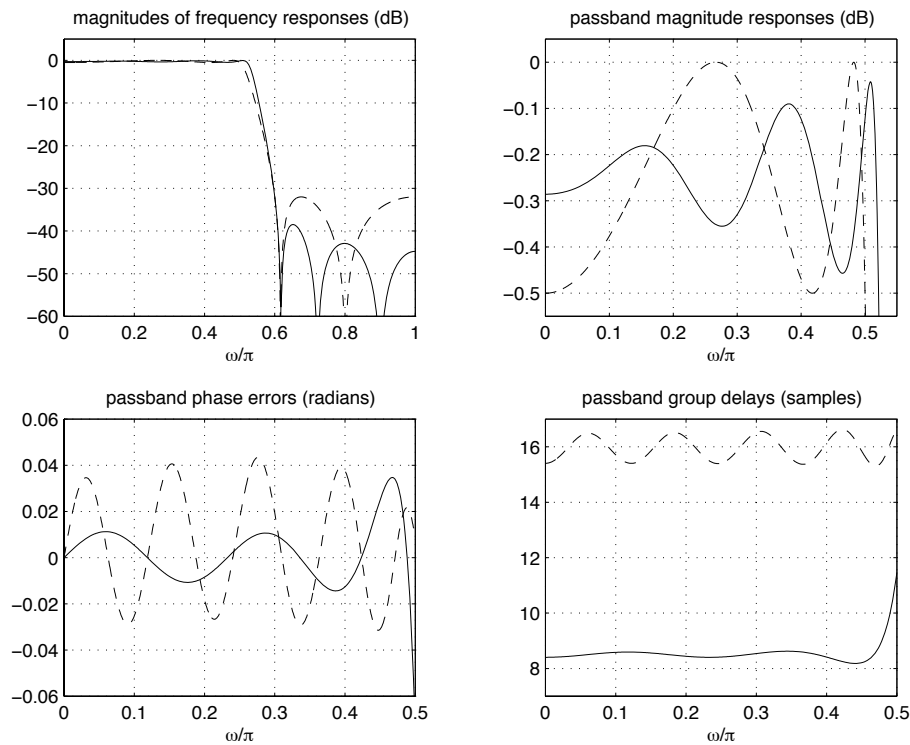 magnitudes of frequency responses (dB)
0
−10
−20
−30
−40
−50
−60
0 0.2 0.4 0.6 0.8 1
ω/π
passband magnitude responses (dB)
0
−0.1
−0.2
−0.3
−0.4
−0.5
0 0.1 0.2 0.3 0.4 0.5
ω/π
passband phase errors (radians)
0.06
0.04
0.02
0
−0.02
−0.04
−0.06
0 0.1 0.2 0.3 0.4 0.5
ω/π
passband group delays (samples)
16
14
12
10
8
0 0.1 0.2 0.3 0.4 0.5
ω/π